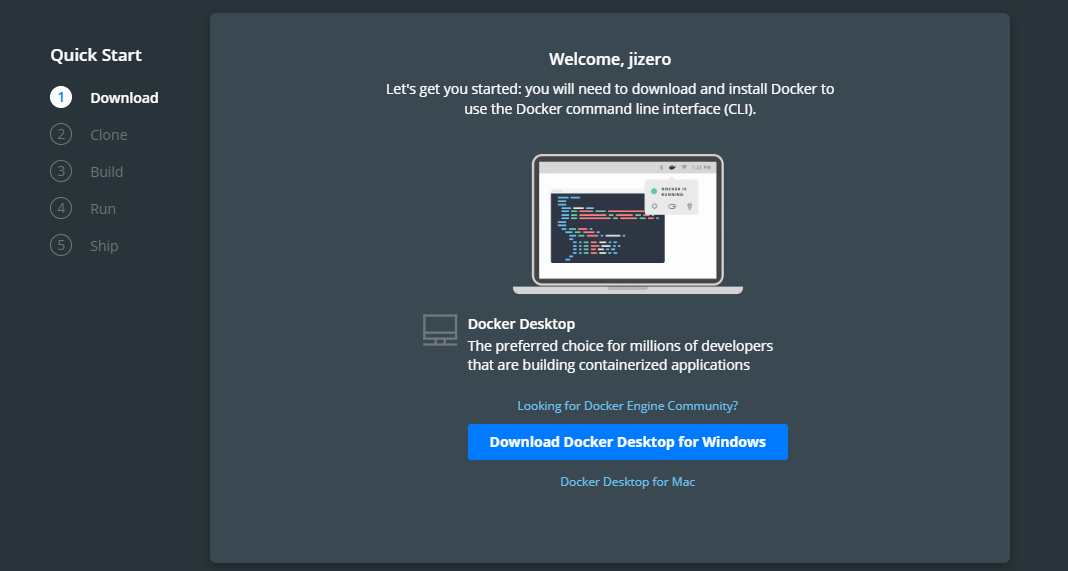 Quick Start
1 Download
2 Clone
3 Build
4 Run
5 Ship
Welcome, jizero
Let's get you started: you will need to download and install Docker to
use the Docker command line interface (CLI).
1:25 PM
DOCKER IS
RUNNING
Docker Desktop
The preferred choice for millions of developers
that are building containerized applications
Looking for Docker Engine Community?
Download Docker Desktop for Windows
Docker Desktop for Mac